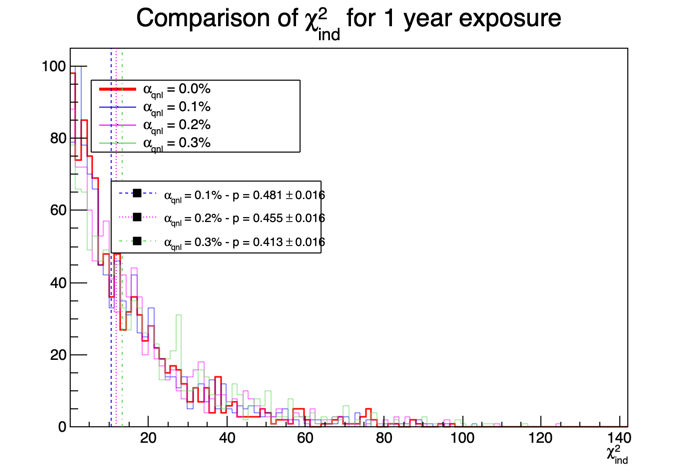 Comparison of χ²ind for 1 year exposure
αqnl = 0.0%
αqnl = 0.1%
αqnl = 0.2%
αqnl = 0.3%
αqnl = 0.1% - p = 0.481 ± 0.016
αqnl = 0.2% - p = 0.455 ± 0.016
αqnl = 0.3% - p = 0.413 ± 0.016
100
80
60
40
20
0
20 40 60 80 100 120 140
χ²ind